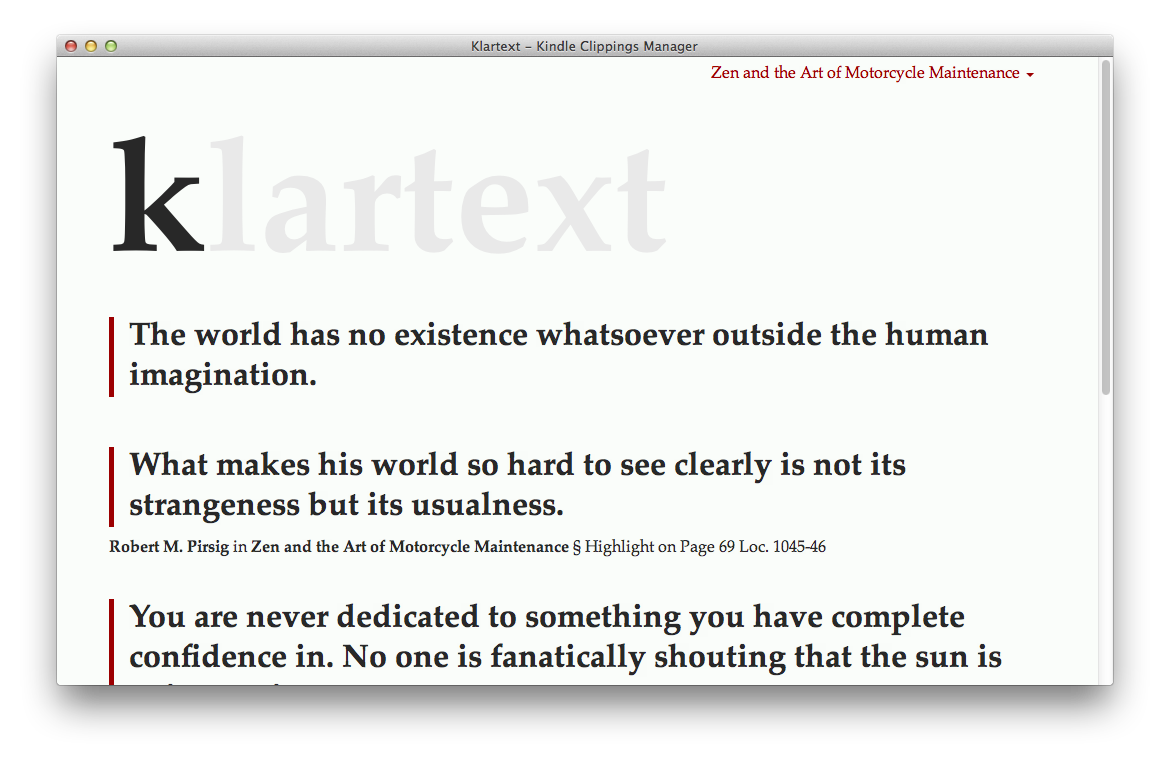 Klartext – Kindle Clippings Manager
Zen and the Art of Motorcycle Maintenance
klartext
The world has no existence whatsoever outside the human
imagination.
What makes his world so hard to see clearly is not its
strangeness but its usualness.
Robert M. Pirsig in Zen and the Art of Motorcycle Maintenance § Highlight on Page 69 Loc. 1045-46
You are never dedicated to something you have complete
confidence in. No one is fanatically shouting that the sun is